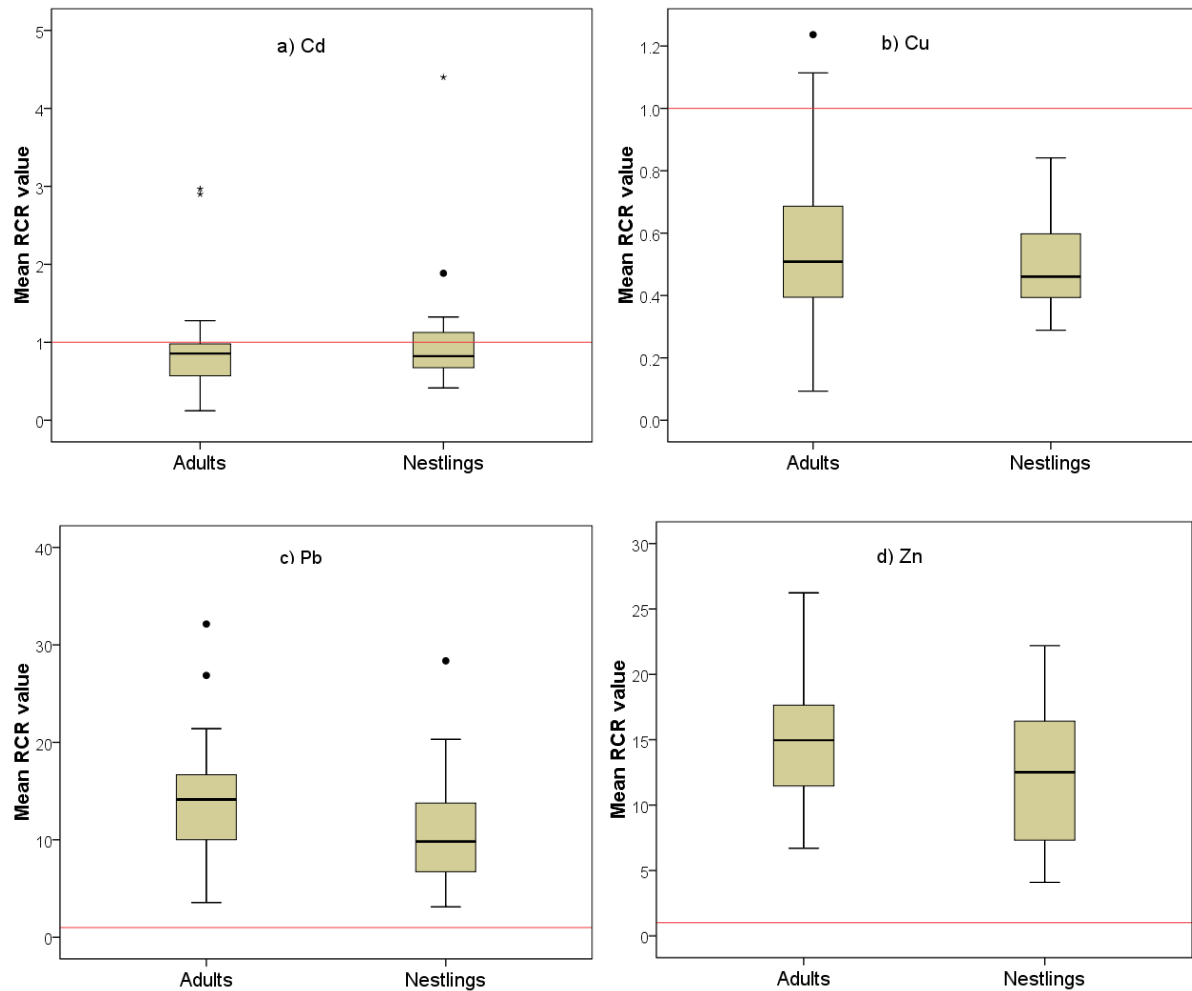 a) Cd
Mean RCR value
5
4
3
2
1
0
Adults
Nestlings
b) Cu
Mean RCR value
1.2
1.0
0.8
0.6
0.4
0.2
0.0
Adults
Nestlings
c) Pb
Mean RCR value
40
30
20
10
0
Adults
Nestlings
d) Zn
Mean RCR value
30
25
20
15
10
5
0
Adults
Nestlings